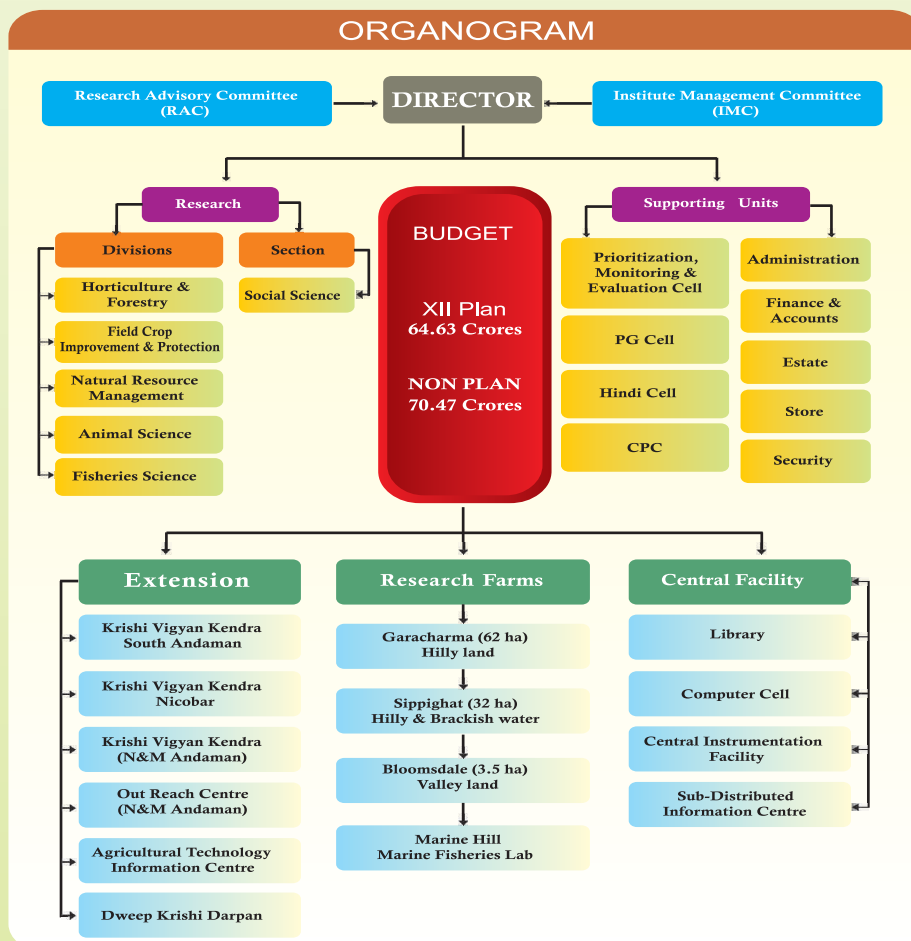 ORGANOGRAM
Research Advisory Committee
(RAC)
DIRECTOR
Institute Management Committee
(IMC)
Research
Supporting Units
Divisions
Horticulture &
Forestry
Field Crop
Improvement & Protection
Natural Resource
Management
Animal Science
Fisheries Science
Section
Social Science
BUDGET
XII Plan
64.63 Crores
NON PLAN
70.47 Crores
Prioritization,
Monitoring &
Evaluation Cell
PG Cell
Hindi Cell
CPC
Administration
Finance &
Accounts
Estate
Store
Security
Extension
Krishi Vigyan Kendra
South Andaman
Krishi Vigyan Kendra
Nicobar
Krishi Vigyan Kendra
(N&M Andaman)
Out Reach Centre
(N&M Andaman)
Agricultural Technology
Information Centre
Dweep Krishi Darpan
Research Farms
Garacharma (62 ha)
Hilly land
Sippighat (32 ha)
Hilly & Brackish water
Bloomsdale (3.5 ha)
Valley land
Marine Hill
Marine Fisheries Lab
Central Facility
Library
Computer Cell
Central Instrumentation
Facility
Sub-Distributed
Information Centre